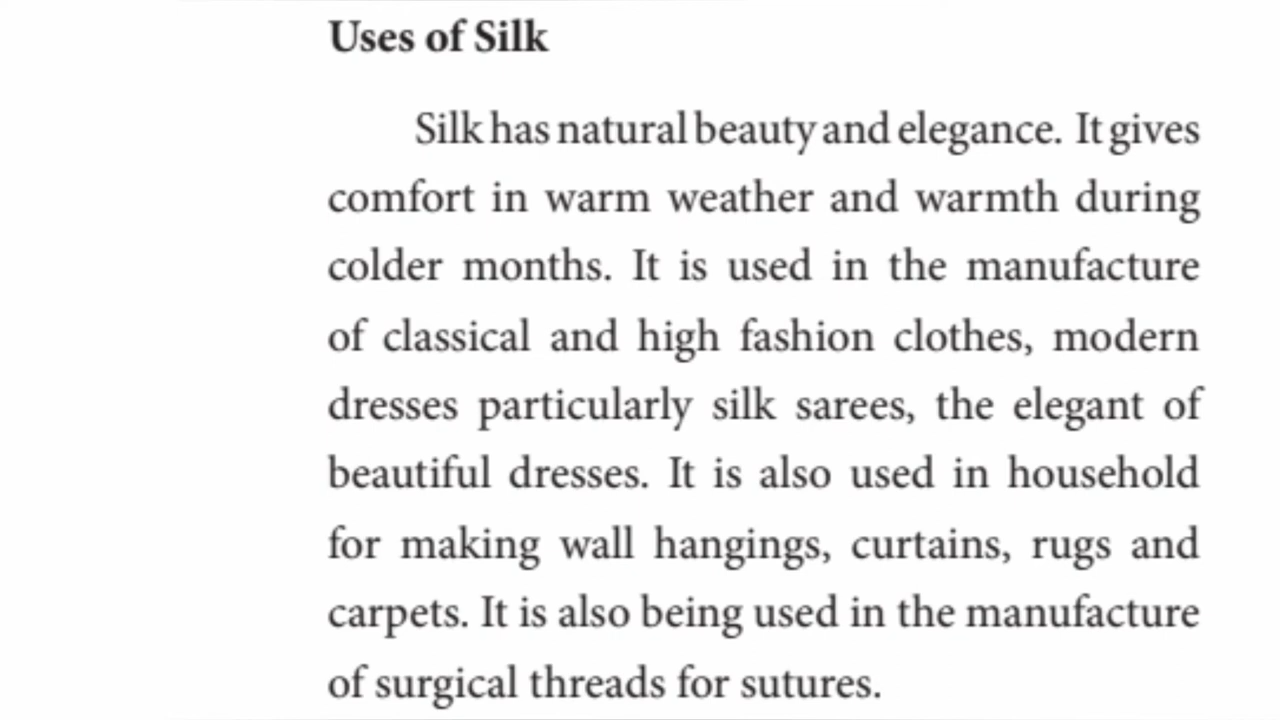 Uses of Silk
Silk has natural beauty and elegance. It gives
comfort in warm weather and warmth during
colder months. It is used in the manufacture
of classical and high fashion clothes, modern
dresses particularly silk sarees, the elegant of
beautiful dresses. It is also used in household
for making wall hangings, curtains, rugs and
carpets. It is also being used in the manufacture
of surgical threads for sutures.